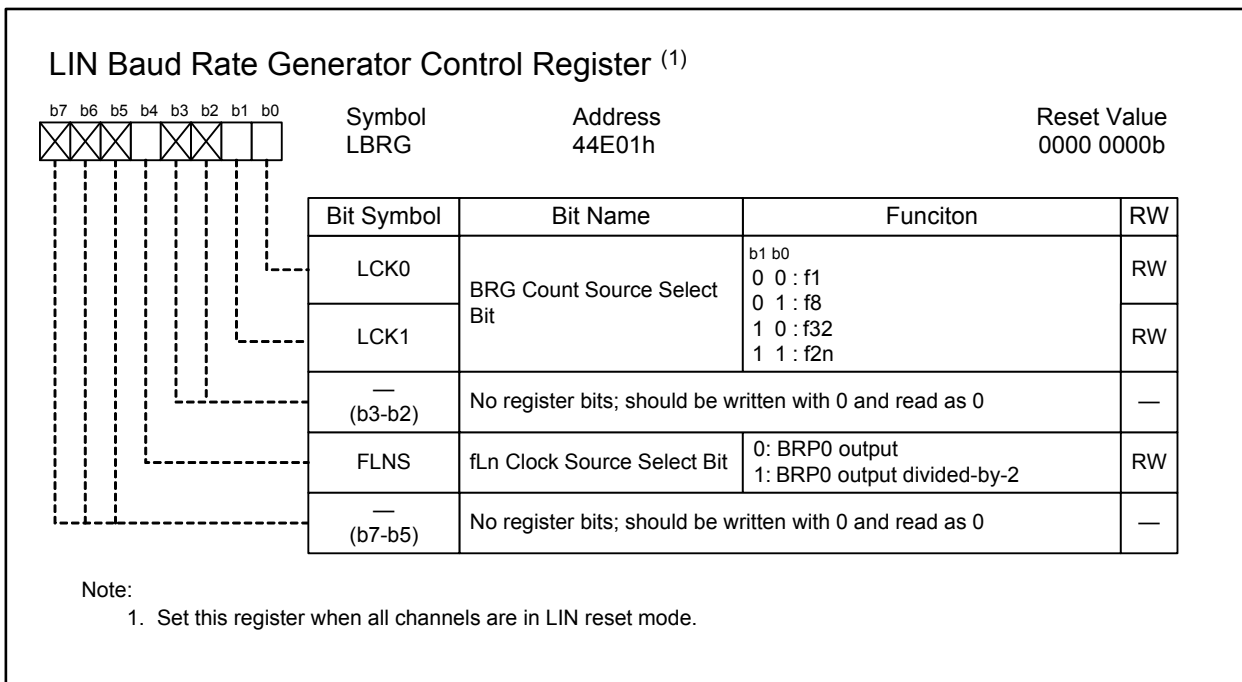 LIN Baud Rate Generator Control Register (1)
b7 b6 b5 b4 b3 b2 b1 b0
Symbol Address Reset Value
LBRG 44E01h 0000 0000b
Bit Symbol Bit Name Funciton RW
LCK0 BRG Count Source Select Bit b1 b0 RW
0 0 : f1
0 1 : f8
LCK1 1 0 : f32 RW
1 1 : f2n
— (b3-b2) No register bits; should be written with 0 and read as 0 —
FLNS fLn Clock Source Select Bit 0: BRP0 output RW
1: BRP0 output divided-by-2
— (b7-b5) No register bits; should be written with 0 and read as 0 —
Note:
1. Set this register when all channels are in LIN reset mode.